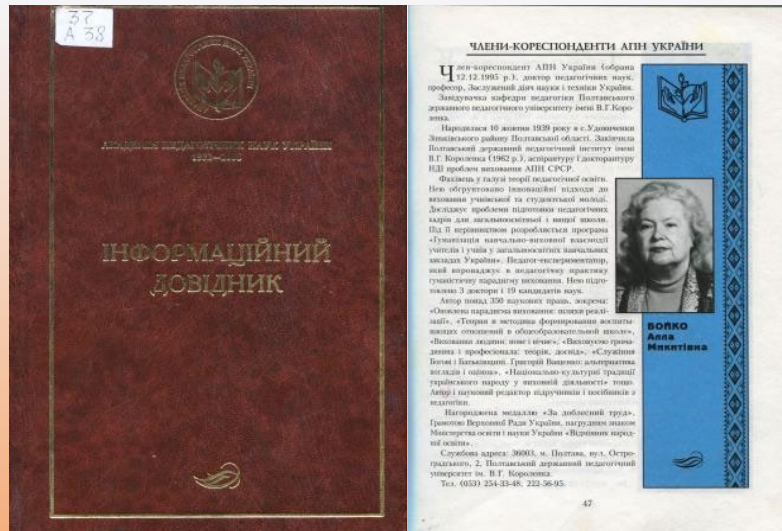 37
А 38
АКАДЕМІЯ ПЕДАГОГІЧНИХ НАУК УКРАЇНИ
ІНФОРМАЦІЙНИЙ
ДОВІДНИК
ЧЛЕНИ-КОРЕСПОНДЕНТИ АПН УКРАЇНИ
Член-кореспондент АПН України (обрана
12.12.1995 р.), доктор педагогічних наук,
професор, Заслужений діяч науки і техніки України.
Завідувачка кафедри педагогіки Полтавського
державного педагогічного університету імені В.Г.Коро-
ленка.
Народилася 10 жовтня 1939 року в с.Удовиченки
Зіньківського району Полтавської області. Закінчила
Полтавський державний педагогічний інститут імені
В.Г. Короленка (1962 р.), аспірантуру і докторантуру
НДІ проблем виховання АПН СРСР.
Фахівець у галузі теорії педагогічної освіти.
Нею обґрунтовано інноваційні підходи до
виховання учнівської та студентської молоді.
Досліджує проблеми підготовки педагогічних
кадрів для загальноосвітньої і вищої школи.
Під її керівництвом розробляється програма
«Гуманізація навчально-виховної взаємодії
учителя і учнів у загальноосвітніх навчальних
закладах України». Педагог-експериментатор,
який впроваджує в педагогічну практику
гуманістичну парадигму виховання. Нею підго-
товлено 3 доктори і 19 кандидатів наук.
Автор понад 350 наукових праць, зокрема:
«Оновлена парадигма виховання: шляхи реалі-
зації», «Теория и методика формирования воспиты-
вающих отношений в общеобразовательной школе»,
«Виховання людини: нове і вічне», «Виховуємо грома-
дянина і професіонала: теорія, досвід», «Служіння
Богові і Батьківщині. Григорій Ващенко: альтернатива
поглядів і оцінок», «Національно-культурні традиції
українського народу у виховній діяльності» тощо.
Автор і науковий редактор підручників і посібників з
педагогіки.
Нагороджена медаллю «За доблесний труд»,
Грамотою Верховної Ради України, нагрудним знаком
Міністерства освіти і науки України «Відмінник народ-
ної освіти».
Службова адреса: 36003, м. Полтава, вул. Остро-
градського, 2, Полтавський державний педагогічний
університет ім. В.Г. Короленка.
Тел. (053) 254-33-48, 222-56-95.
БОЙКО
Алла
Микитівна
47